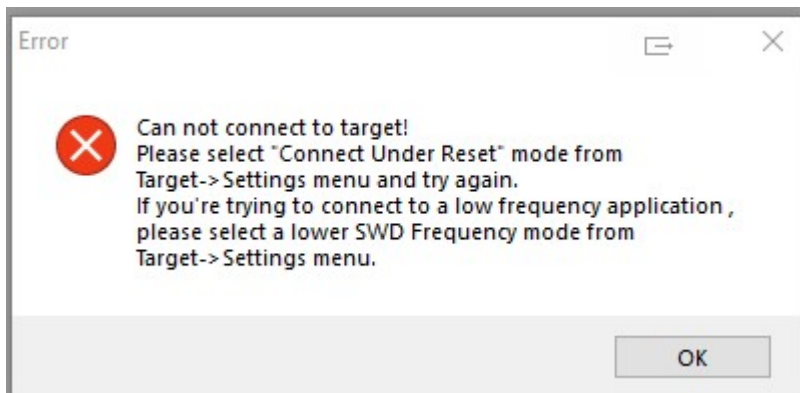 Error
Can not connect to target!
Please select "Connect Under Reset" mode from
Target->Settings menu and try again.
If you're trying to connect to a low frequency application ,
please select a lower SWD Frequency mode from
Target->Settings menu.
OK